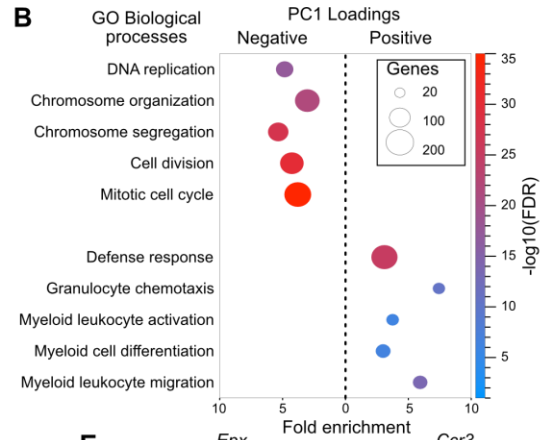 B
GO Biological processes
PC1 Loadings
Negative Positive
Genes
20
100
200
DNA replication
Chromosome organization
Chromosome segregation
Cell division
Mitotic cell cycle
Defense response
Granulocyte chemotaxis
Myeloid leukocyte activation
Myeloid cell differentiation
Myeloid leukocyte migration
10 5 0 5 10
Fold enrichment
35
30
25
20
15
10
5
-log10(FDR)